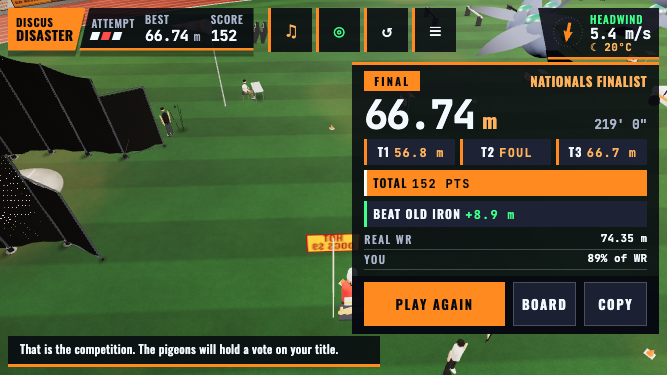 DISCUS
DISASTER
ATTEMPT
BEST
66.74 m
SCORE
152
HEADWIND
5.4 m/s
20°C
FINAL
NATIONALS FINALIST
66.74 m
219' 0"
T1 56.8 m
T2 FOUL
T3 66.7 m
TOTAL 152 PTS
BEAT OLD IRON +8.9 m
REAL WR 74.35 m
YOU 89% of WR
PLAY AGAIN
BOARD
COPY
HOT
DOGS $5
That is the competition. The pigeons will hold a vote on your title.